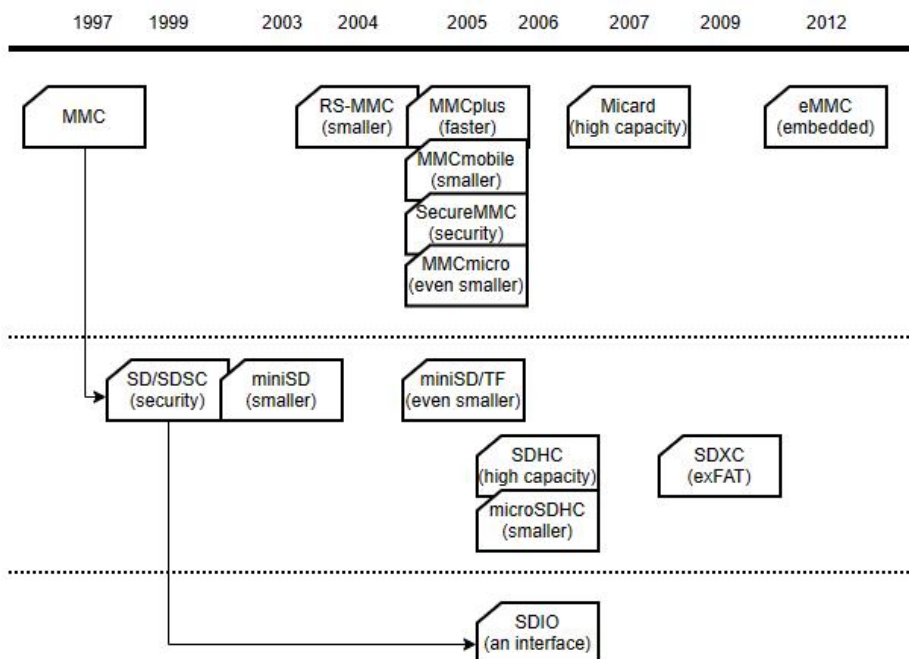 1997 1999 2003 2004 2005 2006 2007 2009 2012
MMC
RS-MMC
(smaller)
MMCplus
(faster)
Micard
(high capacity)
eMMC
(embedded)
MMCmobile
(smaller)
SecureMMC
(security)
MMCmicro
(even smaller)
SD/SDSC
(security)
miniSD
(smaller)
miniSD/TF
(even smaller)
SDHC
(high capacity)
SDXC
(exFAT)
microSDHC
(smaller)
SDIO
(an interface)